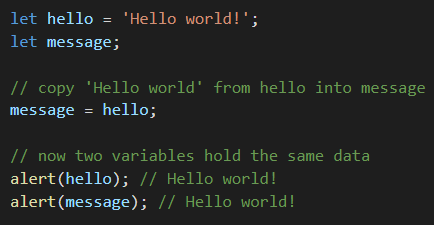 let hello = 'Hello world!';
let message;
// copy 'Hello world' from hello into message
message = hello;
// now two variables hold the same data
alert(hello); // Hello world!
alert(message); // Hello world!